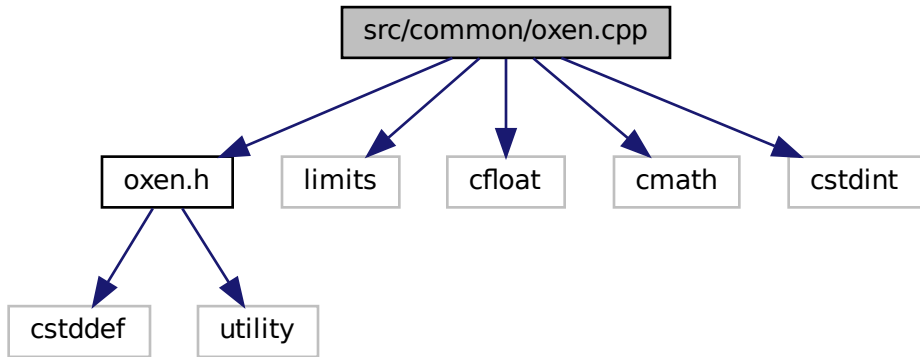 src/common/oxen.cpp
oxen.h
limits
cfloat
cmath
cstdint
cstddef
utility